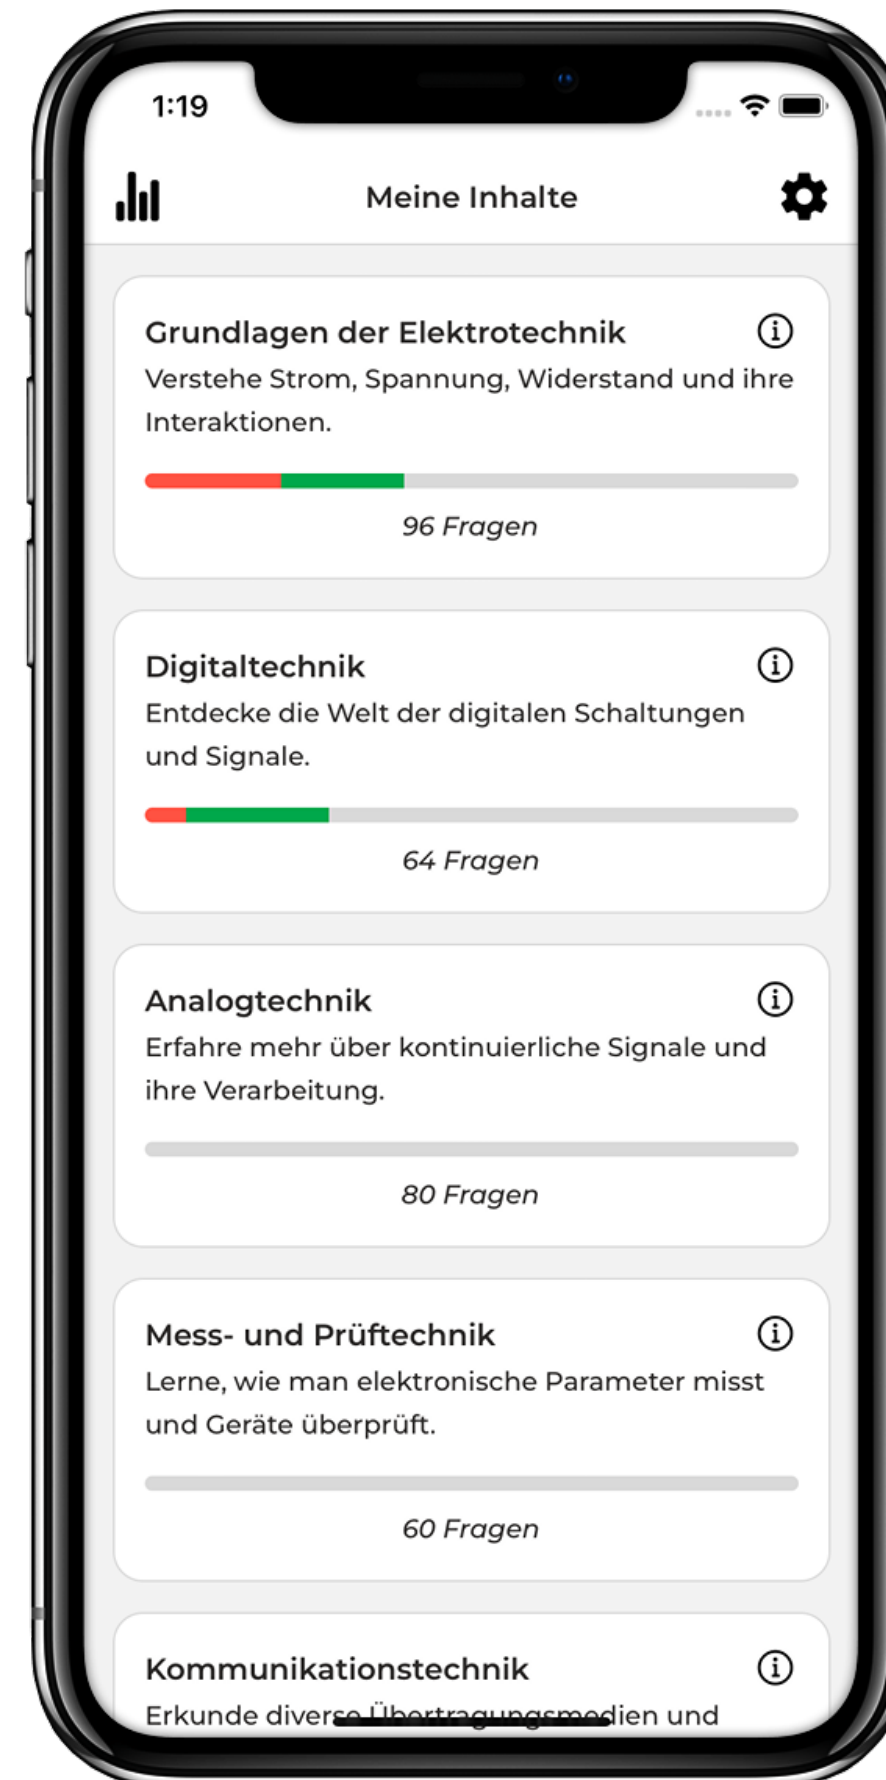 1:19
Meine Inhalte
Grundlagen der Elektrotechnik
Verstehe Strom, Spannung, Widerstand und ihre
Interaktionen.
96 Fragen
Digitaltechnik
Entdecke die Welt der digitalen Schaltungen
und Signale.
64 Fragen
Analogtechnik
Erfahre mehr über kontinuierliche Signale und
ihre Verarbeitung.
80 Fragen
Mess- und Prüftechnik
Lerne, wie man elektronische Parameter misst
und Geräte überprüft.
60 Fragen
Kommunikationstechnik
Erkunde diverse Übertragungsmedien und